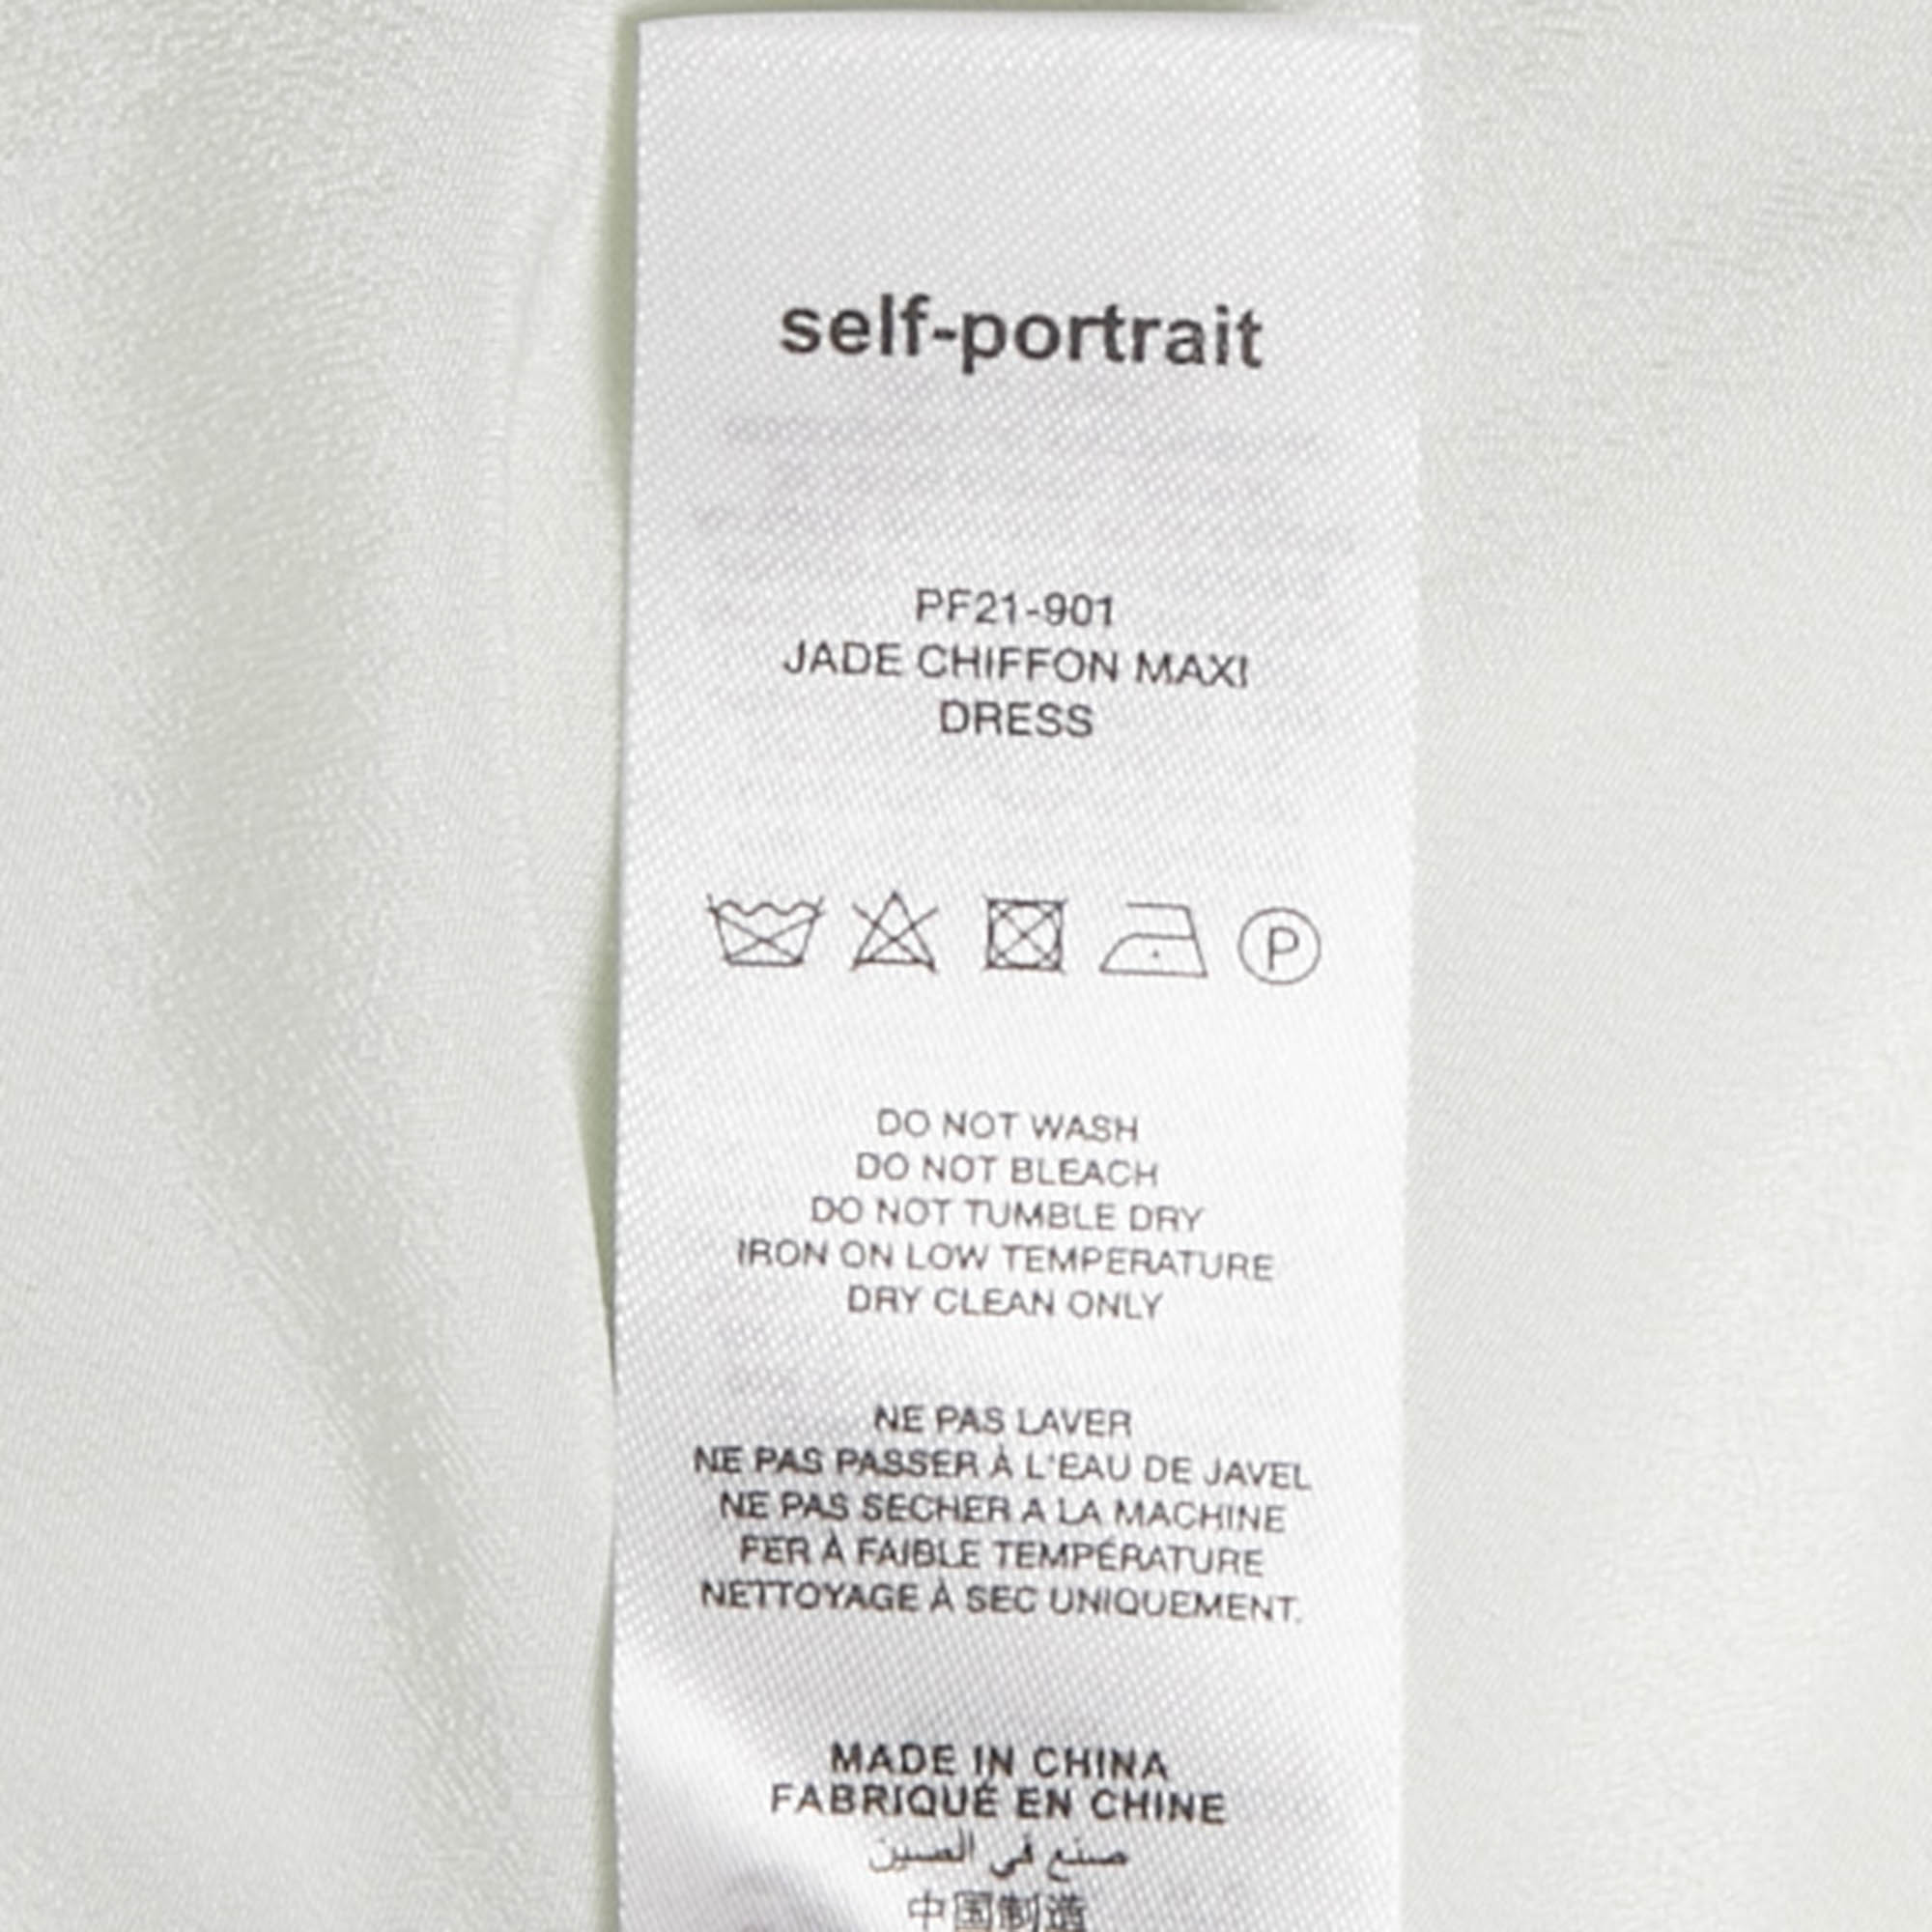 self-portrait
PF21-901
JADE CHIFFON MAXI
DRESS
P
DO NOT WASH
DO NOT BLEACH
DO NOT TUMBLE DRY
IRON ON LOW TEMPERATURE
DRY CLEAN ONLY
NE PAS LAVER
NE PAS PASSER À L'EAU DE JAVEL
NE PAS SECHER A LA MACHINE
FER À FAIBLE TEMPÉRATURE
NETTOYAGE À SEC UNIQUEMENT.
MADE IN CHINA
FABRIQUÉ EN CHINE
صنع في الصين
中国制造